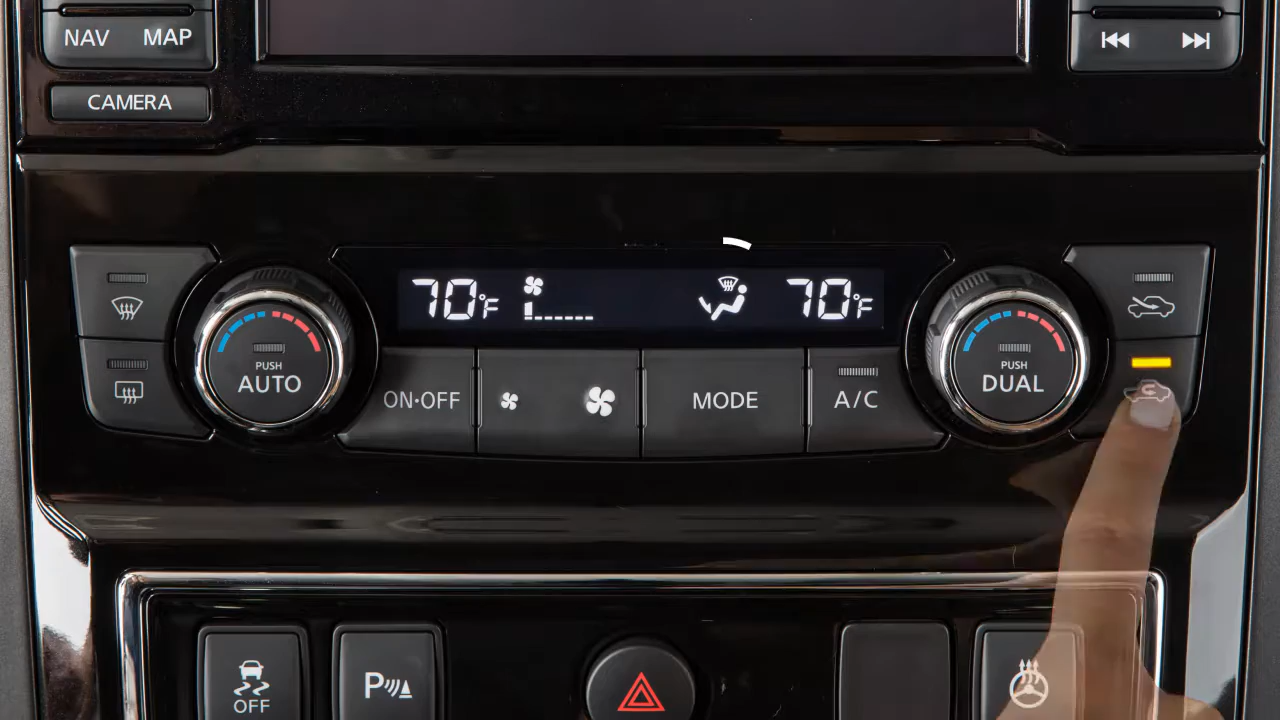 NAV MAP
CAMERA
70°F
70°F
PUSH
AUTO
ON·OFF
MODE
A/C
PUSH
DUAL
OFF
P